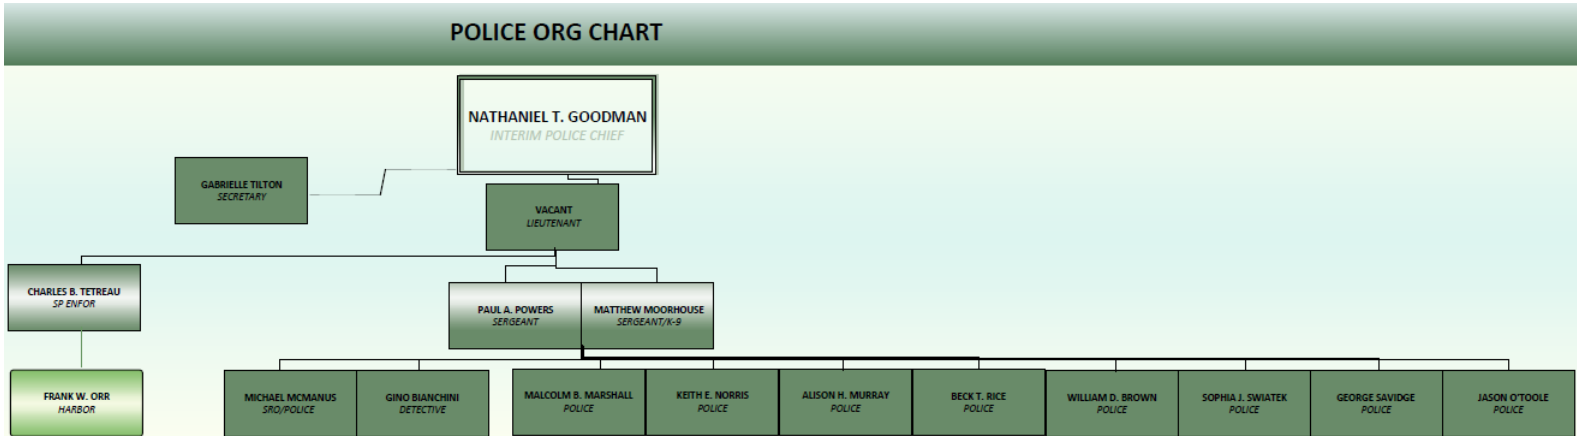 POLICE ORG CHART
NATHANIEL T. GOODMAN
INTERIM POLICE CHIEF
GABRIELLE TILTON
SECRETARY
VACANT
LIEUTENANT
CHARLES B. TETREAU
SP ENFOR
PAUL A. POWERS
SERGEANT
MATTHEW MOORHOUSE
SERGEANT/K-9
FRANK W. ORR
HARBOR
MICHAEL MCMANUS
SRO/POLICE
GINO BIANCHINI
DETECTIVE
MALCOLM B. MARSHALL
POLICE
KEITH E. NORRIS
POLICE
ALISON H. MURRAY
POLICE
BECK T. RICE
POLICE
WILLIAM D. BROWN
POLICE
SOPHIA J. SWIATEK
POLICE
GEORGE SAVIDGE
POLICE
JASON O'TOOLE
POLICE